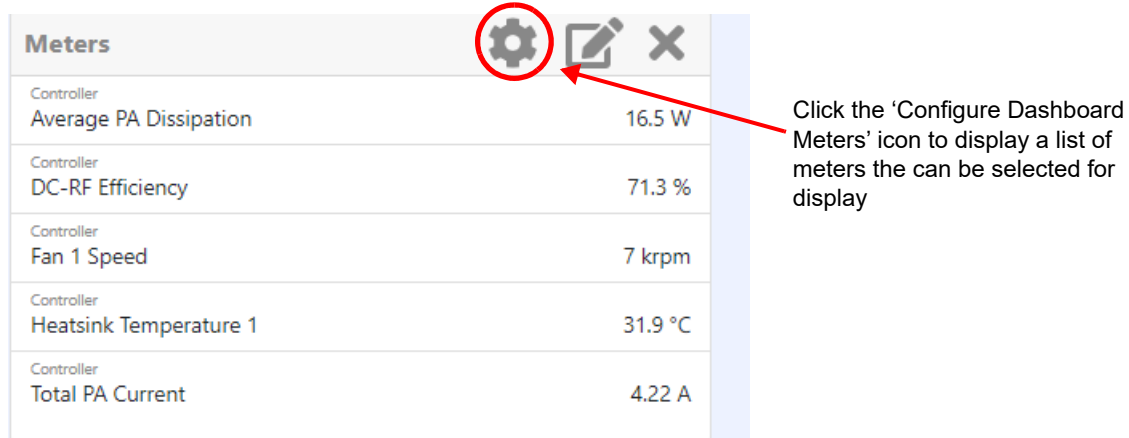 Meters
Controller
Average PA Dissipation 16.5 W
Controller
DC-RF Efficiency 71.3 %
Controller
Fan 1 Speed 7 krpm
Controller
Heatsink Temperature 1 31.9 °C
Controller
Total PA Current 4.22 A
Click the ‘Configure Dashboard
Meters’ icon to display a list of
meters the can be selected for
display